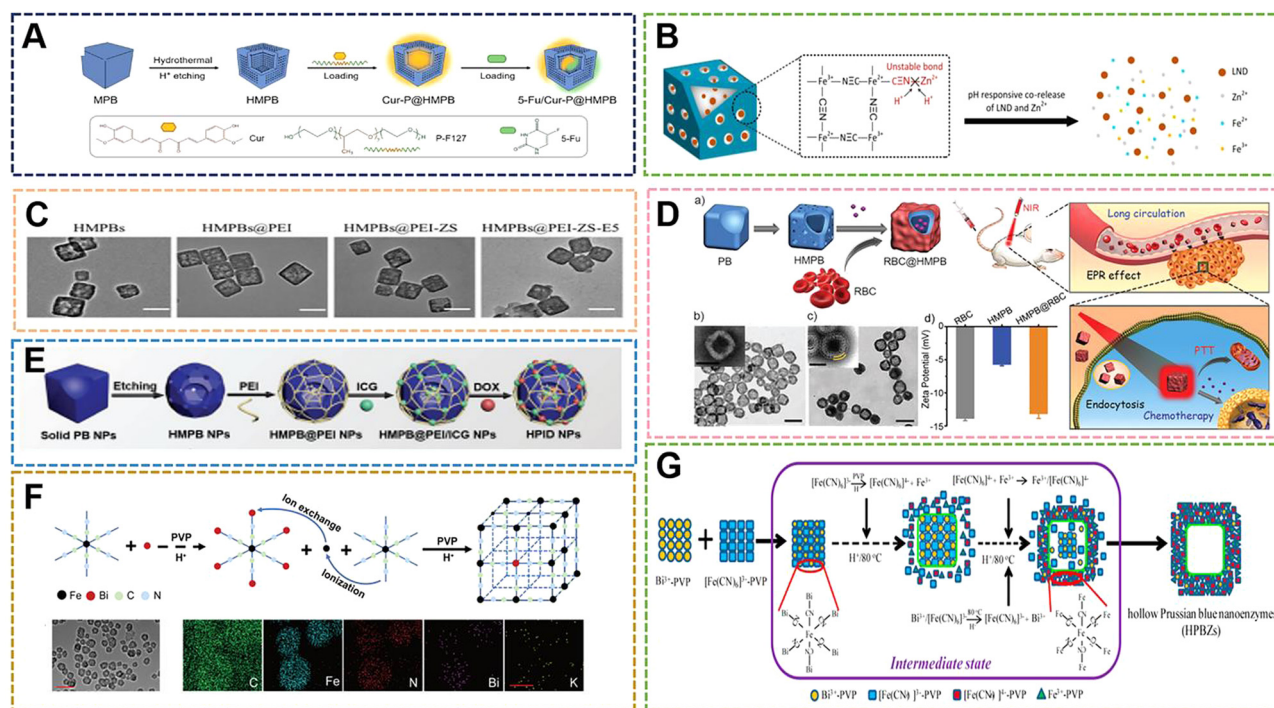 A
Hydrothermal
H⁺ etching
Loading
Loading
MPB
HMPB
Cur-P@HMPB
5-Fu/Cur-P@HMPB
Cur
P-F127
5-Fu
B
Unstable bond
pH responsive co-release
of LND and Zn²⁺
LND
Zn²⁺
Fe²⁺
Fe³⁺
C
HMPBs
HMPBs@PEI
HMPBs@PEI-ZS
HMPBs@PEI-ZS-E5
D
a)
PB
HMPB
RBC@HMPB
RBC
NIR
Long circulation
EPR effect
b)
c)
d)
RBC
HMPB
HMPB@RBC
Zeta Potential (mV)
0
-5
-10
-15
PTT
Endocytosis
Chemotherapy
E
Etching
PEI
ICG
DOX
Solid PB NPs
HMPB NPs
HMPB@PEI NPs
HMPB@PEI/ICG NPs
HPID NPs
F
Ion exchange
PVP
H⁺
Ionization
PVP
H⁺
Fe
Bi
C
N
C
Fe
N
Bi
K
G
H⁺/80 °C
H⁺/80 °C
Bi³⁺-PVP
[Fe(CN)₆]³⁻-PVP
hollow Prussian blue nanoenzyme
(HPBZs)
Intermediate state
Bi³⁺-PVP
[Fe(CN) ]³⁻-PVP
[Fe(CN) ]⁴⁻-PVP
Fe³⁺-PVP